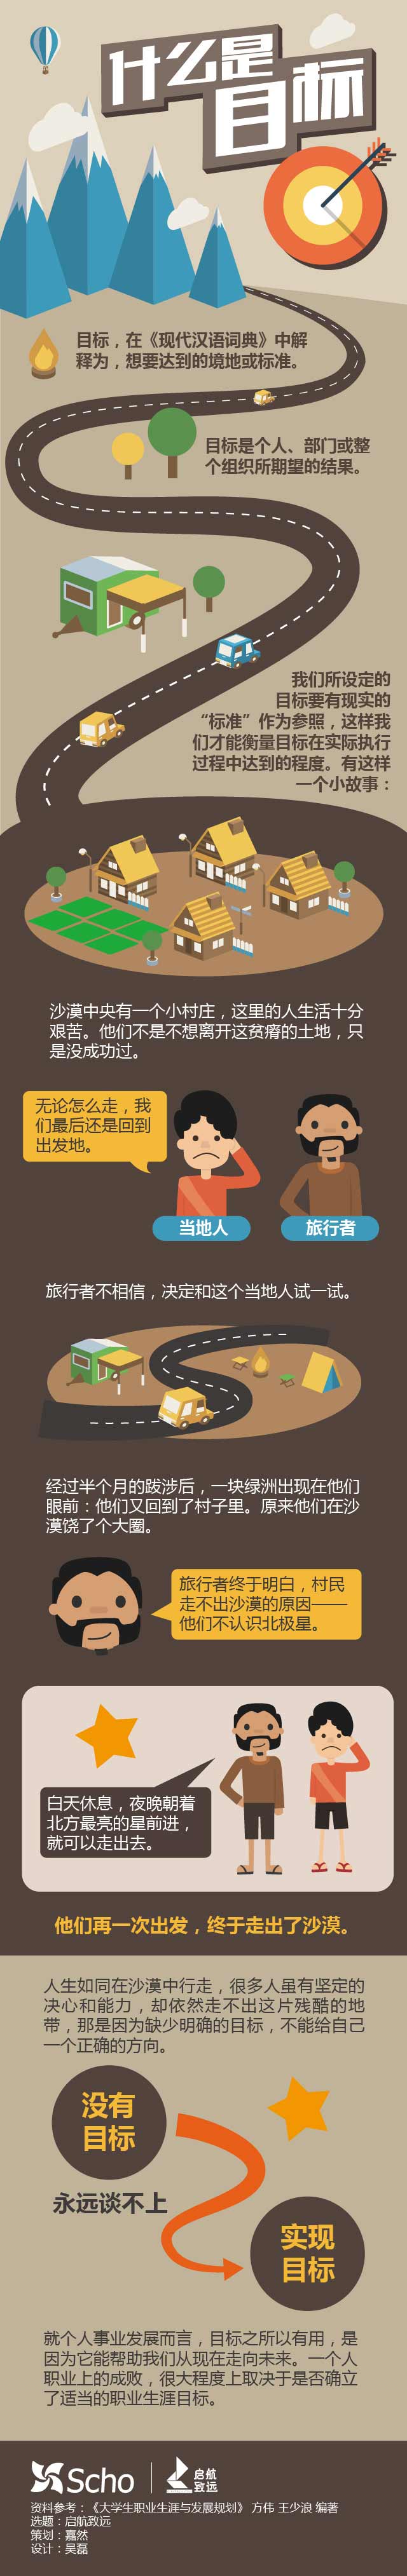 什么是
目标
目标，在《现代汉语词典》中解
释为，想要达到的境地或标准。
目标是个人、部门或整
个组织所期望的结果。
我们所设定的
目标要有现实的
“标准”作为参照，这样我
们才能衡量目标在实际执行
过程中达到的程度。有这样
一个小故事：
沙漠中央有一个小村庄，这里的人生活十分
艰苦。他们不是不想离开这贫瘠的土地，只
是没成功过。
无论怎么走，我
们最后还是回到
出发地。
当地人
旅行者
旅行者不相信，决定和这个当地人试一试。
经过半个月的跋涉后，一块绿洲出现在他们
眼前：他们又回到了村子里。原来他们在沙
漠饶了个大圈。
旅行者终于明白，村民
走不出沙漠的原因——
他们不认识北极星。
白天休息，夜晚朝着
北方最亮的星前进，
就可以走出去。
他们再一次出发，终于走出了沙漠。
人生如同在沙漠中行走，很多人虽有坚定的
决心和能力，却依然走不出这片残酷的地
带，那是因为缺少明确的目标，不能给自己
一个正确的方向。
没有
目标
永远谈不上
实现
目标
就个人事业发展而言，目标之所以有用，是
因为它能帮助我们从现在走向未来。一个人
职业上的成败，很大程度上取决于是否确立
了适当的职业生涯目标。
Scho
启航
致远
资料参考：《大学生职业生涯与发展规划》 方伟 王少浪 编著
选题：启航致远
策划：嘉然
设计：吴磊